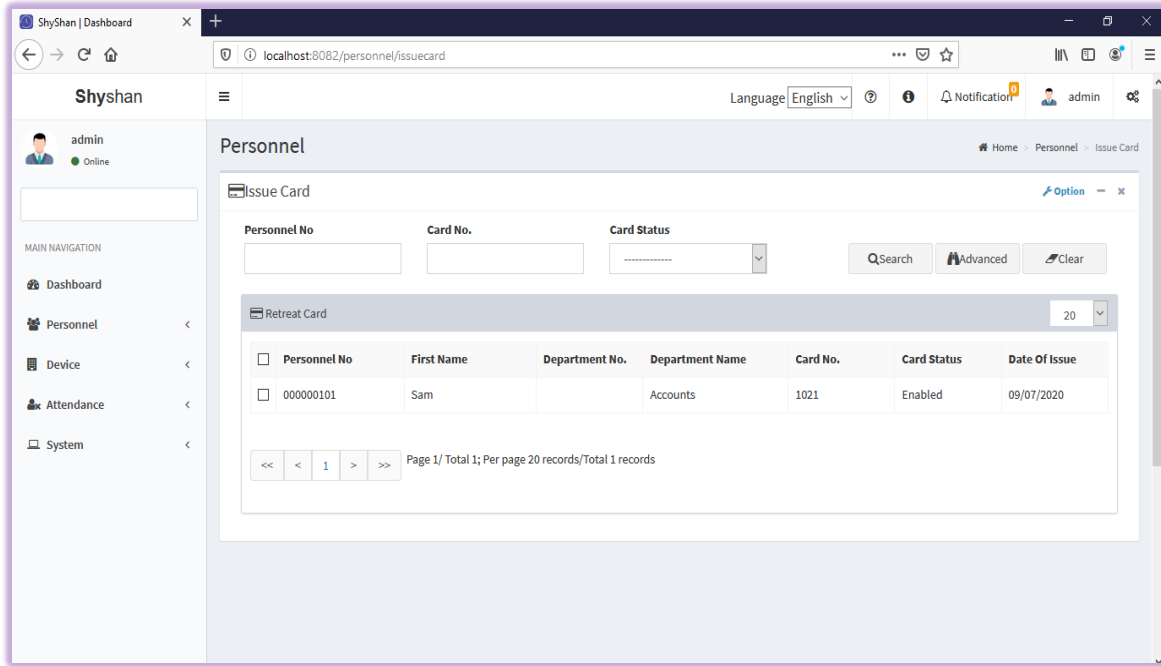 ShyShan | Dashboard
localhost:8082/personnel/issuecard
Shyshan
Language English
Notification 0
admin
admin
Online
Personnel
Home > Personnel > Issue Card
Issue Card
Option
Personnel No Card No. Card Status
-------------
Search Advanced Clear
MAIN NAVIGATION
Dashboard
Personnel
Device
Attendance
System
Retreat Card
20
Personnel No First Name Department No. Department Name Card No. Card Status Date Of Issue
000000101 Sam Accounts 1021 Enabled 09/07/2020
<< < 1 > >> Page 1/ Total 1; Per page 20 records/Total 1 records